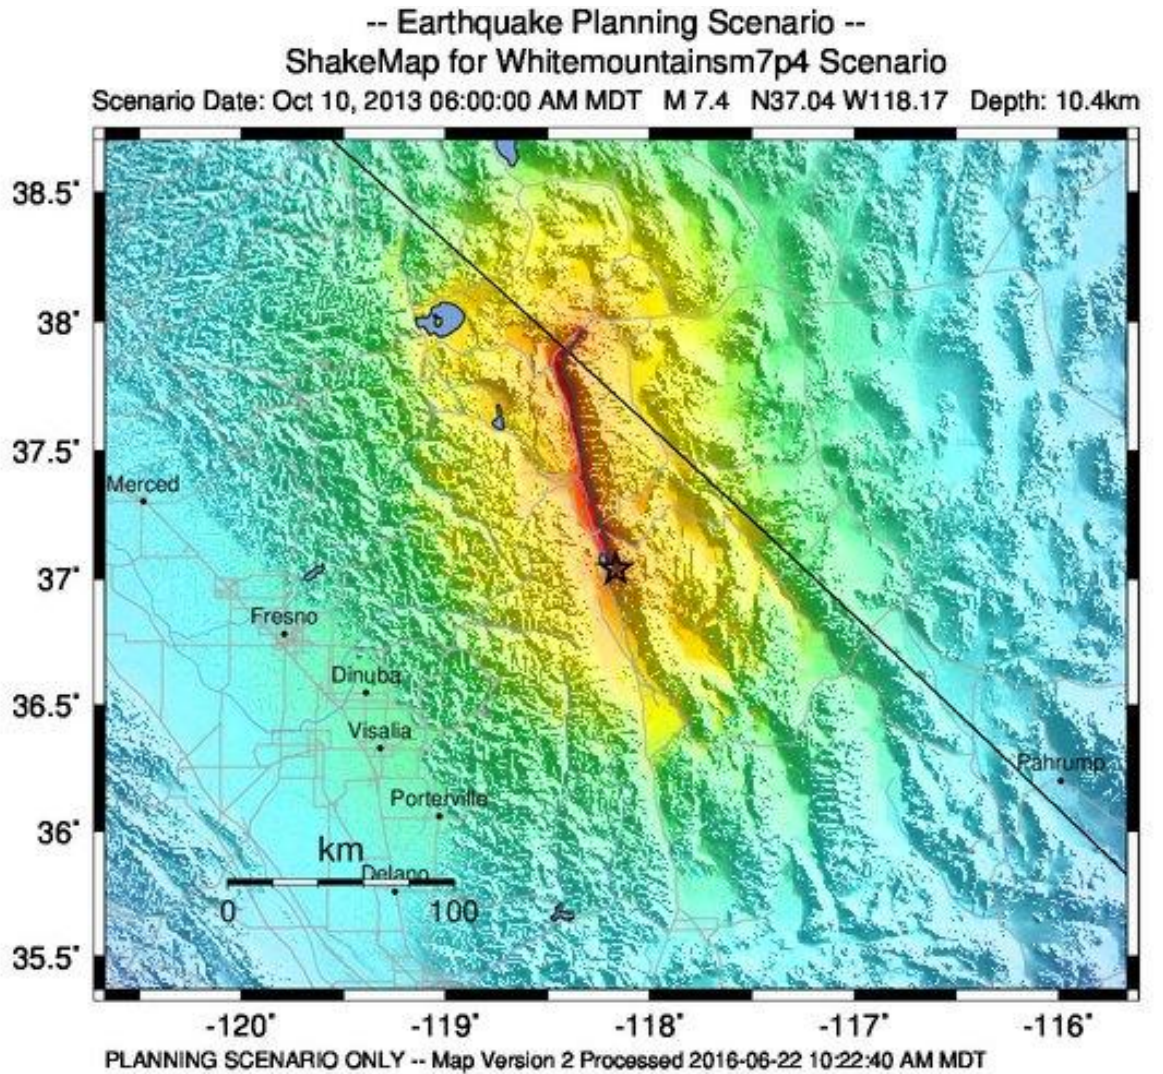 -- Earthquake Planning Scenario --
ShakeMap for Whitemountainsm7p4 Scenario
Scenario Date: Oct 10, 2013 06:00:00 AM MDT M 7.4 N37.04 W118.17 Depth: 10.4km
38.5˚
38˚
37.5˚
Merced
37˚
Fresno
Dinuba
36.5˚
Visalia
Pahrump
Porterville
36˚
km
Delano
0 100
35.5˚
-120˚ -119˚ -118˚ -117˚ -116˚
PLANNING SCENARIO ONLY -- Map Version 2 Processed 2016-06-22 10:22:40 AM MDT